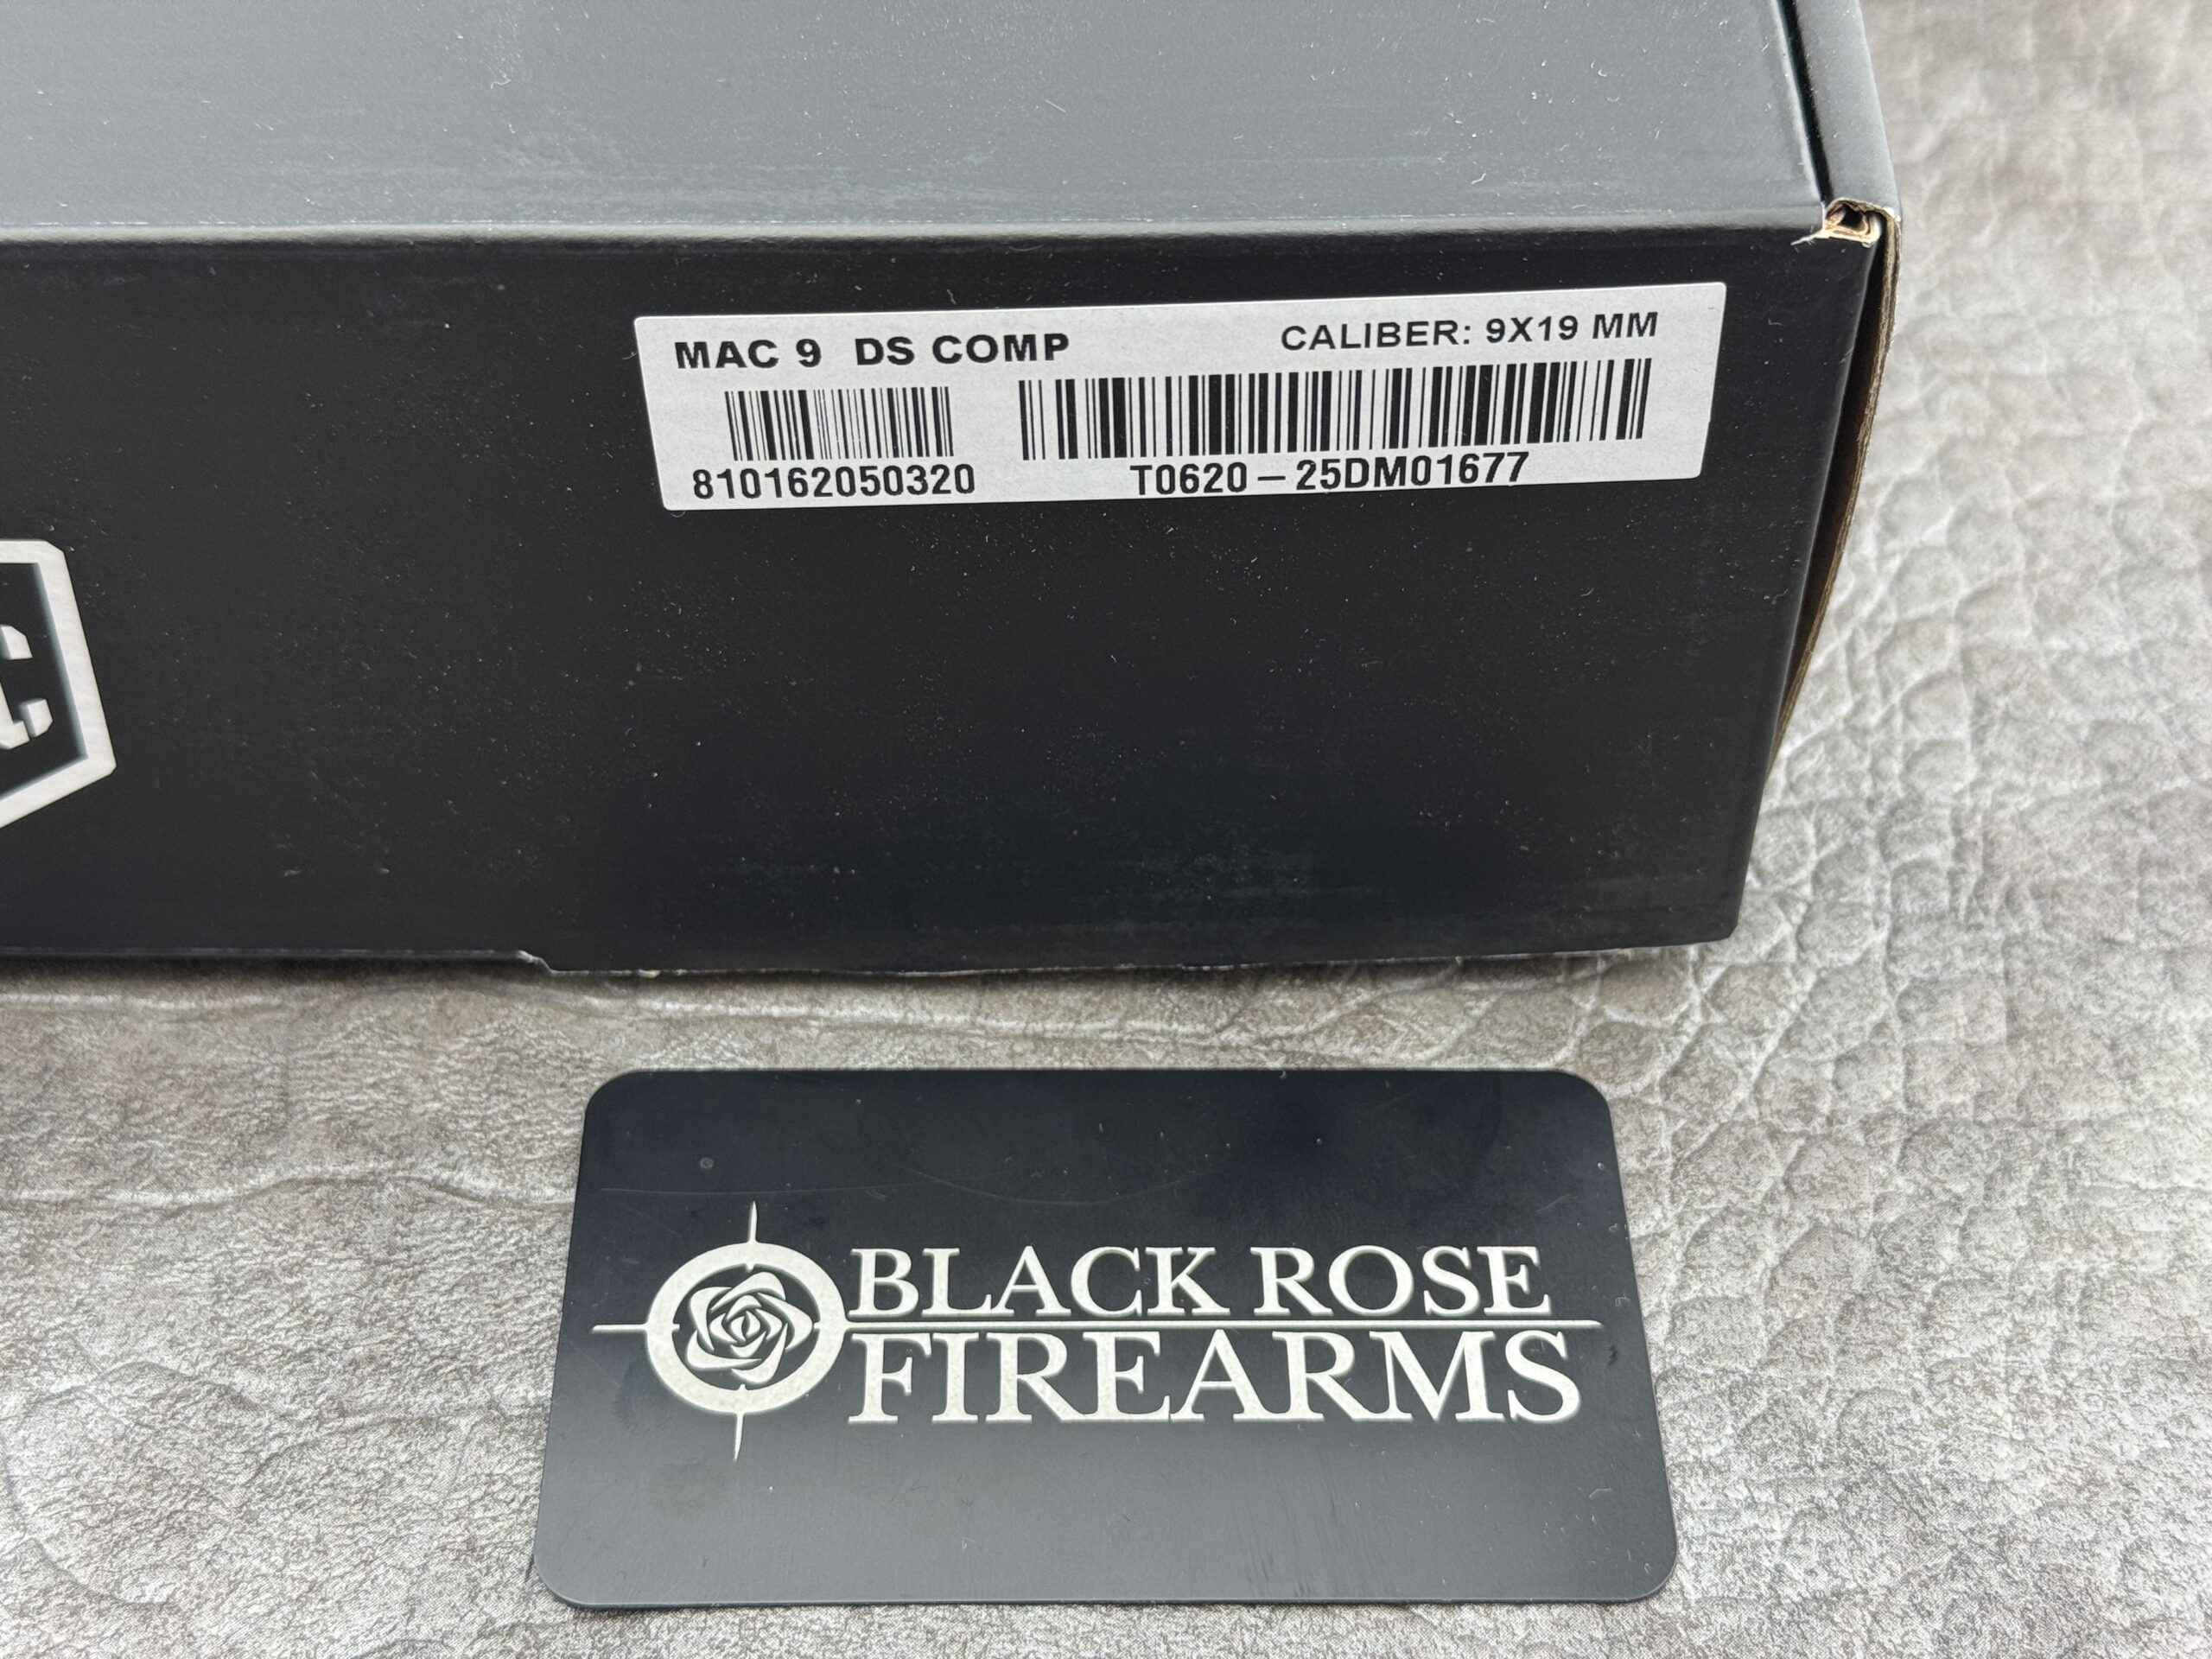 MAC 9 DS COMP
CALIBER: 9X19 MM
810162050320
T0620-25DM01677
BLACK ROSE
FIREARMS